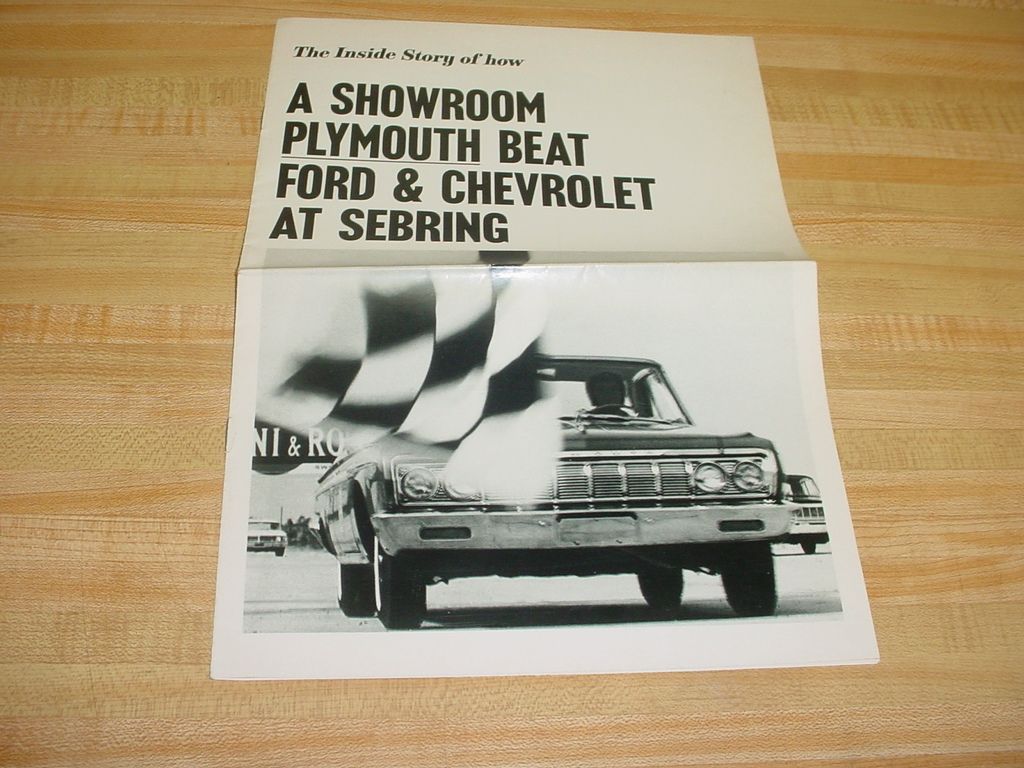 The Inside Story of how
A SHOWROOM
PLYMOUTH BEAT
FORD & CHEVROLET
AT SEBRING
NI & RO